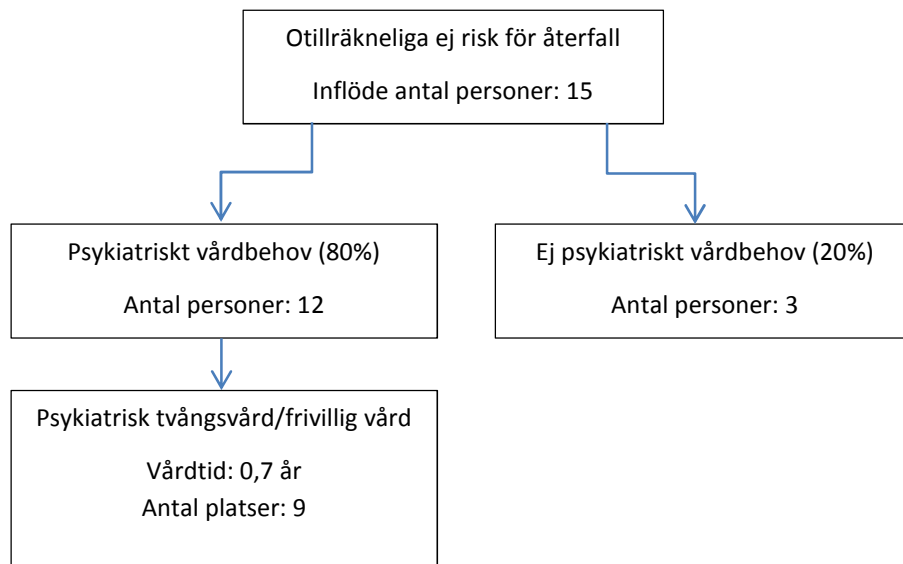 Otillräkneliga ej risk för återfall
Inflöde antal personer: 15
Psykiatriskt vårdbehov (80%)
Antal personer: 12
Ej psykiatriskt vårdbehov (20%)
Antal personer: 3
Psykiatrisk tvångsvård/frivillig vård
Vårdtid: 0,7 år
Antal platser: 9